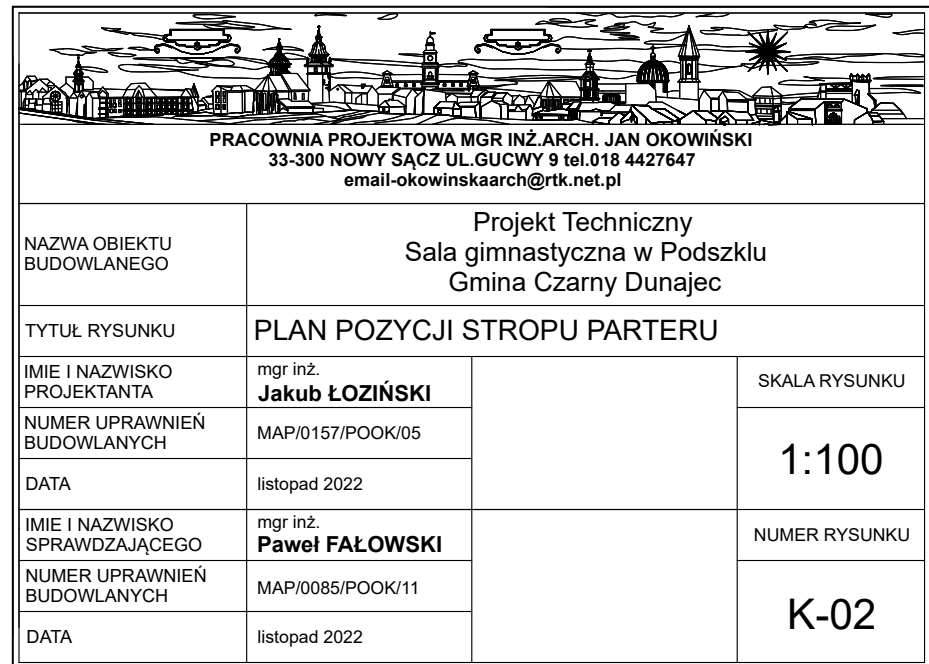 PRACOWNIA PROJEKTOWA MGR INŻ.ARCH. JAN OKOWIŃSKI
33-300 NOWY SĄCZ UL.GUCWY 9 tel.018 4427647
email-okowinskaarch@rtk.net.pl
NAZWA OBIEKTU
BUDOWLANEGO
Projekt Techniczny
Sala gimnastyczna w Podszklu
Gmina Czarny Dunajec
TYTUŁ RYSUNKU
PLAN POZYCJI STROPU PARTERU
IMIE I NAZWISKO
PROJEKTANTA
mgr inż.
Jakub ŁOZIŃSKI
SKALA RYSUNKU
NUMER UPRAWNIEŃ
BUDOWLANYCH
MAP/0157/POOK/05
1:100
DATA
listopad 2022
IMIE I NAZWISKO
SPRAWDZAJĄCEGO
mgr inż.
Paweł FAŁOWSKI
NUMER RYSUNKU
NUMER UPRAWNIEŃ
BUDOWLANYCH
MAP/0085/POOK/11
K-02
DATA
listopad 2022